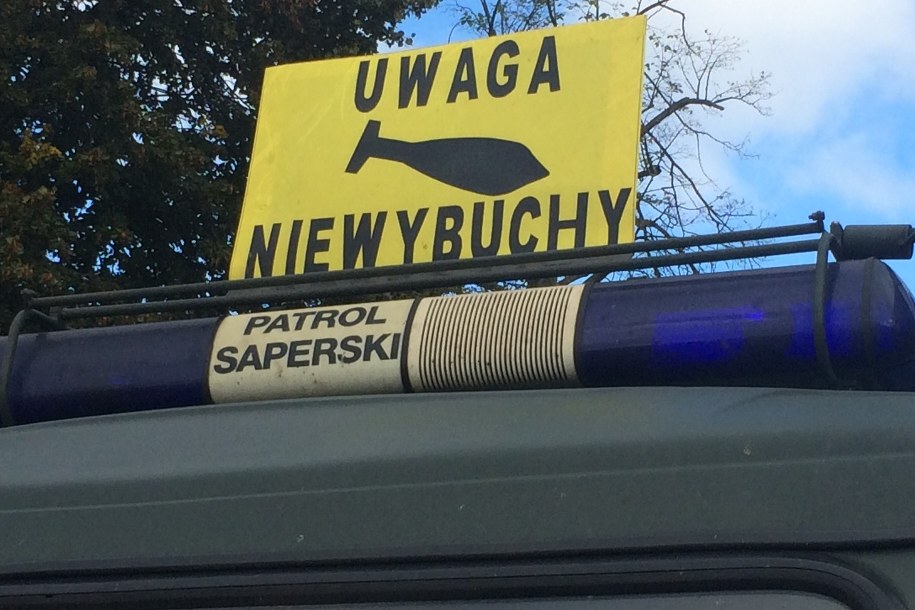 UWAGA
NIEWYBUCHY
PATROL
SAPERSKI